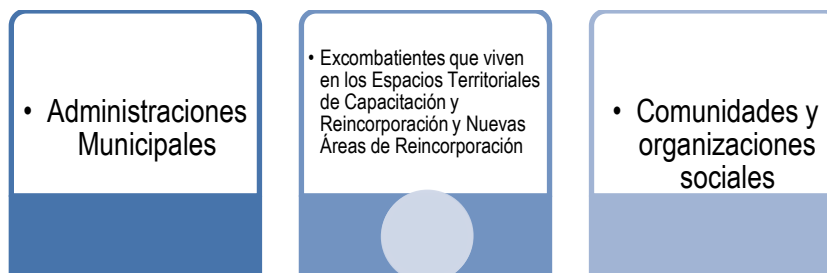 • Administraciones
Municipales
• Excombatientes que viven
en los Espacios Territoriales
de Capacitación y
Reincorporación y Nuevas
Áreas de Reincorporación
• Comunidades y
organizaciones
sociales